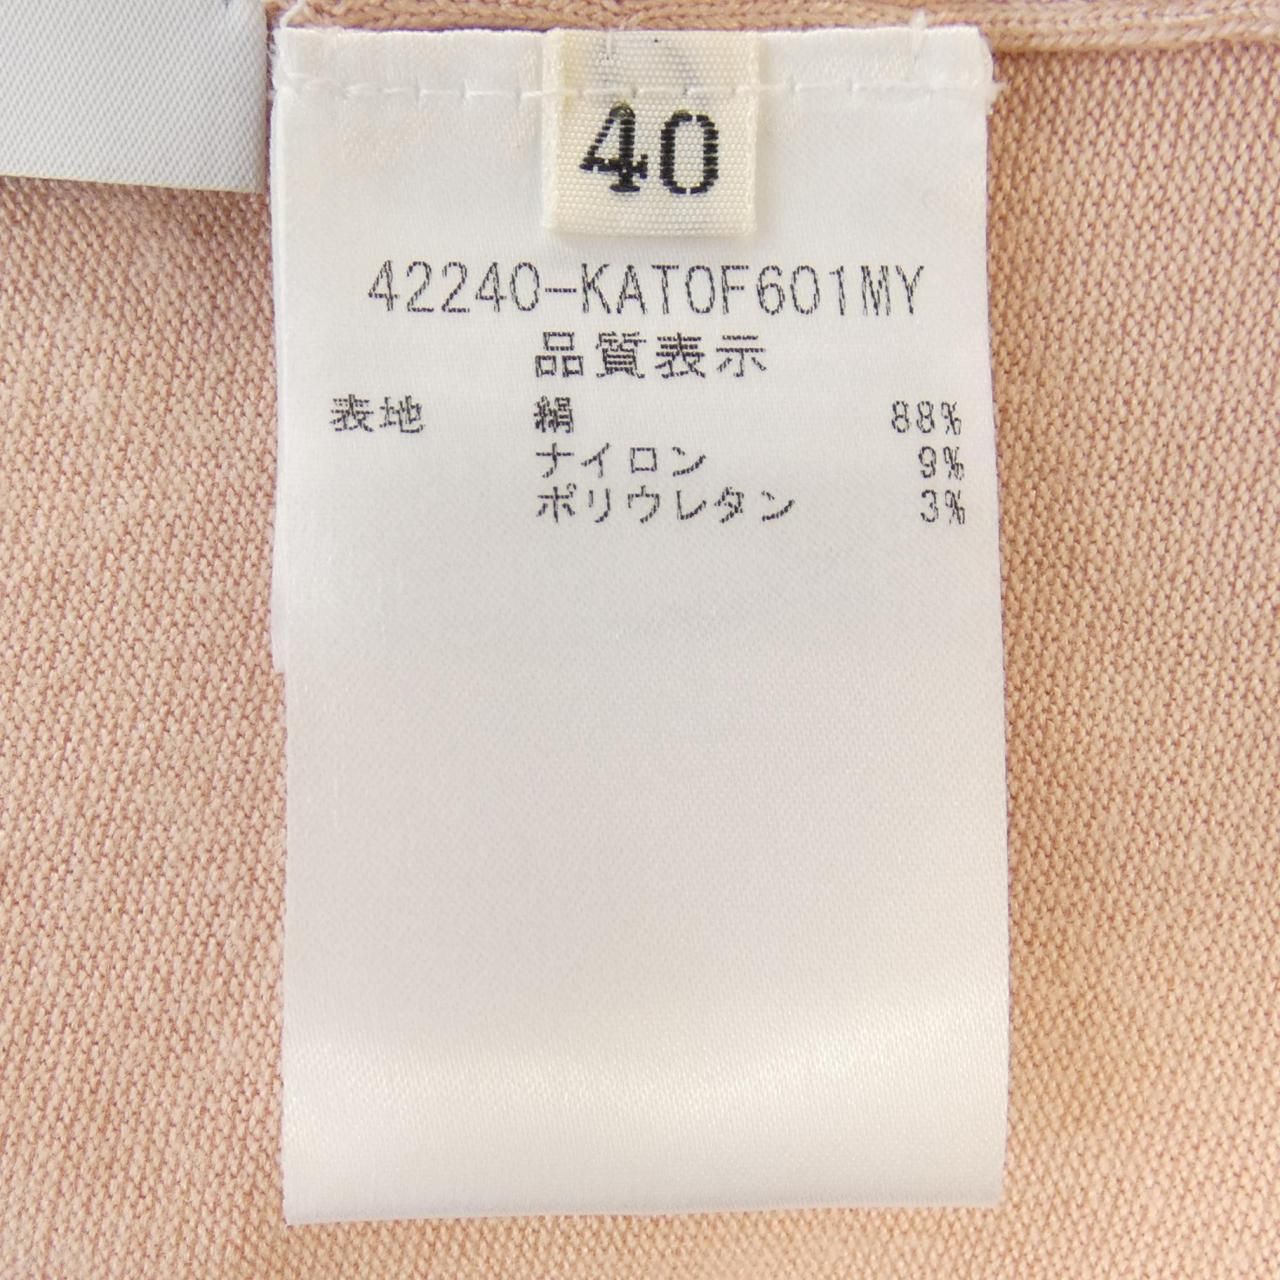 40
42240-KATOF601MY
品質表示
表地 絹 88%
ナイロン 9%
ポリウレタン 3%